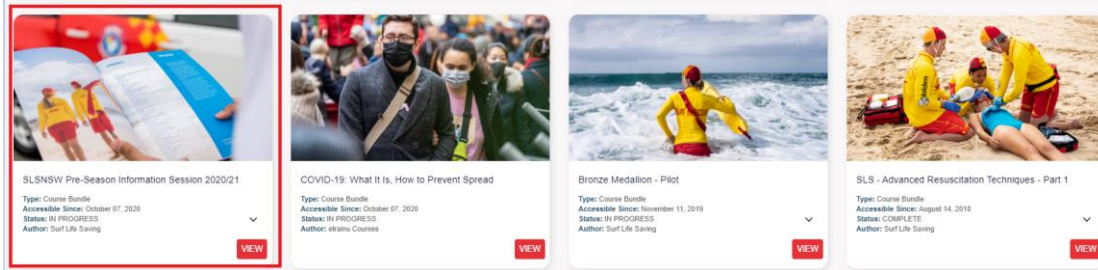 SLSNSW Pre-Season Information Session 2020/21
Type: Course Bundle
Accessible Since: October 07, 2020
Status: IN PROGRESS
Author: Surf Life Saving
VIEW
COVID-19: What It Is, How to Prevent Spread
Type: Course Bundle
Accessible Since: October 07, 2020
Status: IN PROGRESS
Author: etrainu Courses
VIEW
Bronze Medallion - Pilot
Type: Course Bundle
Accessible Since: November 11, 2019
Status: IN PROGRESS
Author: Surf Life Saving
VIEW
SLS - Advanced Resuscitation Techniques - Part 1
Type: Course Bundle
Accessible Since: August 14, 2018
Status: COMPLETE
Author: Surf Life Saving
VIEW